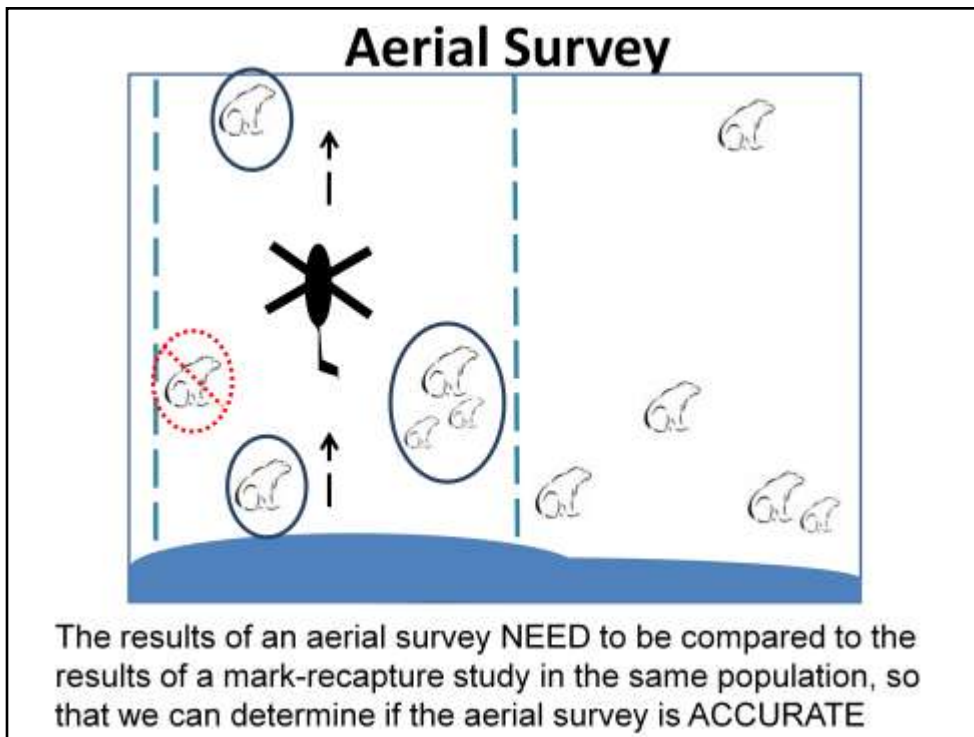 Aerial Survey
The results of an aerial survey NEED to be compared to the
results of a mark-recapture study in the same population, so
that we can determine if the aerial survey is ACCURATE